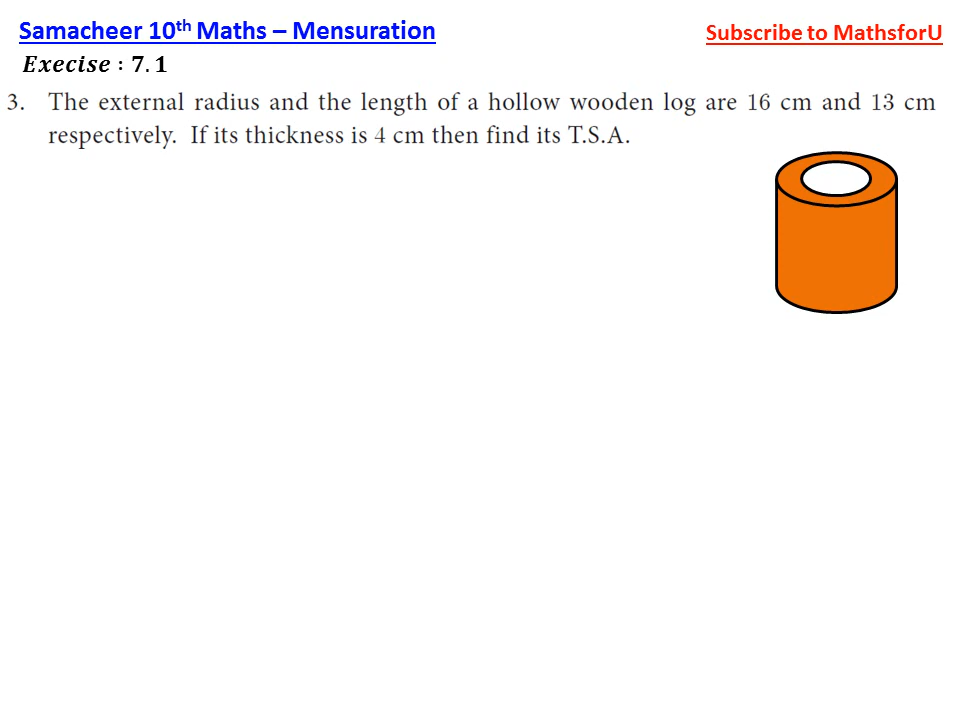 Samacheer 10th Maths – Mensuration
Subscribe to MathsforU
Execise : 7.1
3. The external radius and the length of a hollow wooden log are 16 cm and 13 cm
respectively. If its thickness is 4 cm then find its T.S.A.